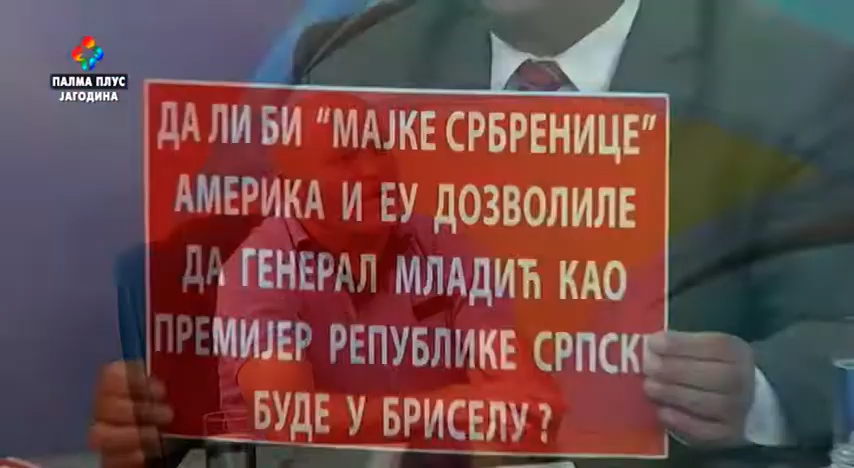 ПАЛМА ПЛУС
ЈАГОДИНА
ДА ЛИ БИ "МАЈКЕ СРБРЕНИЦЕ"
АМЕРИКА И ЕУ ДОЗВОЛИЛЕ
ДА ГЕНЕРАЛ МЛАДИЋ КАО
ПРЕМИЈЕР РЕПУБЛИКЕ СРПСКЕ
БУДЕ У БРИСЕЛУ?